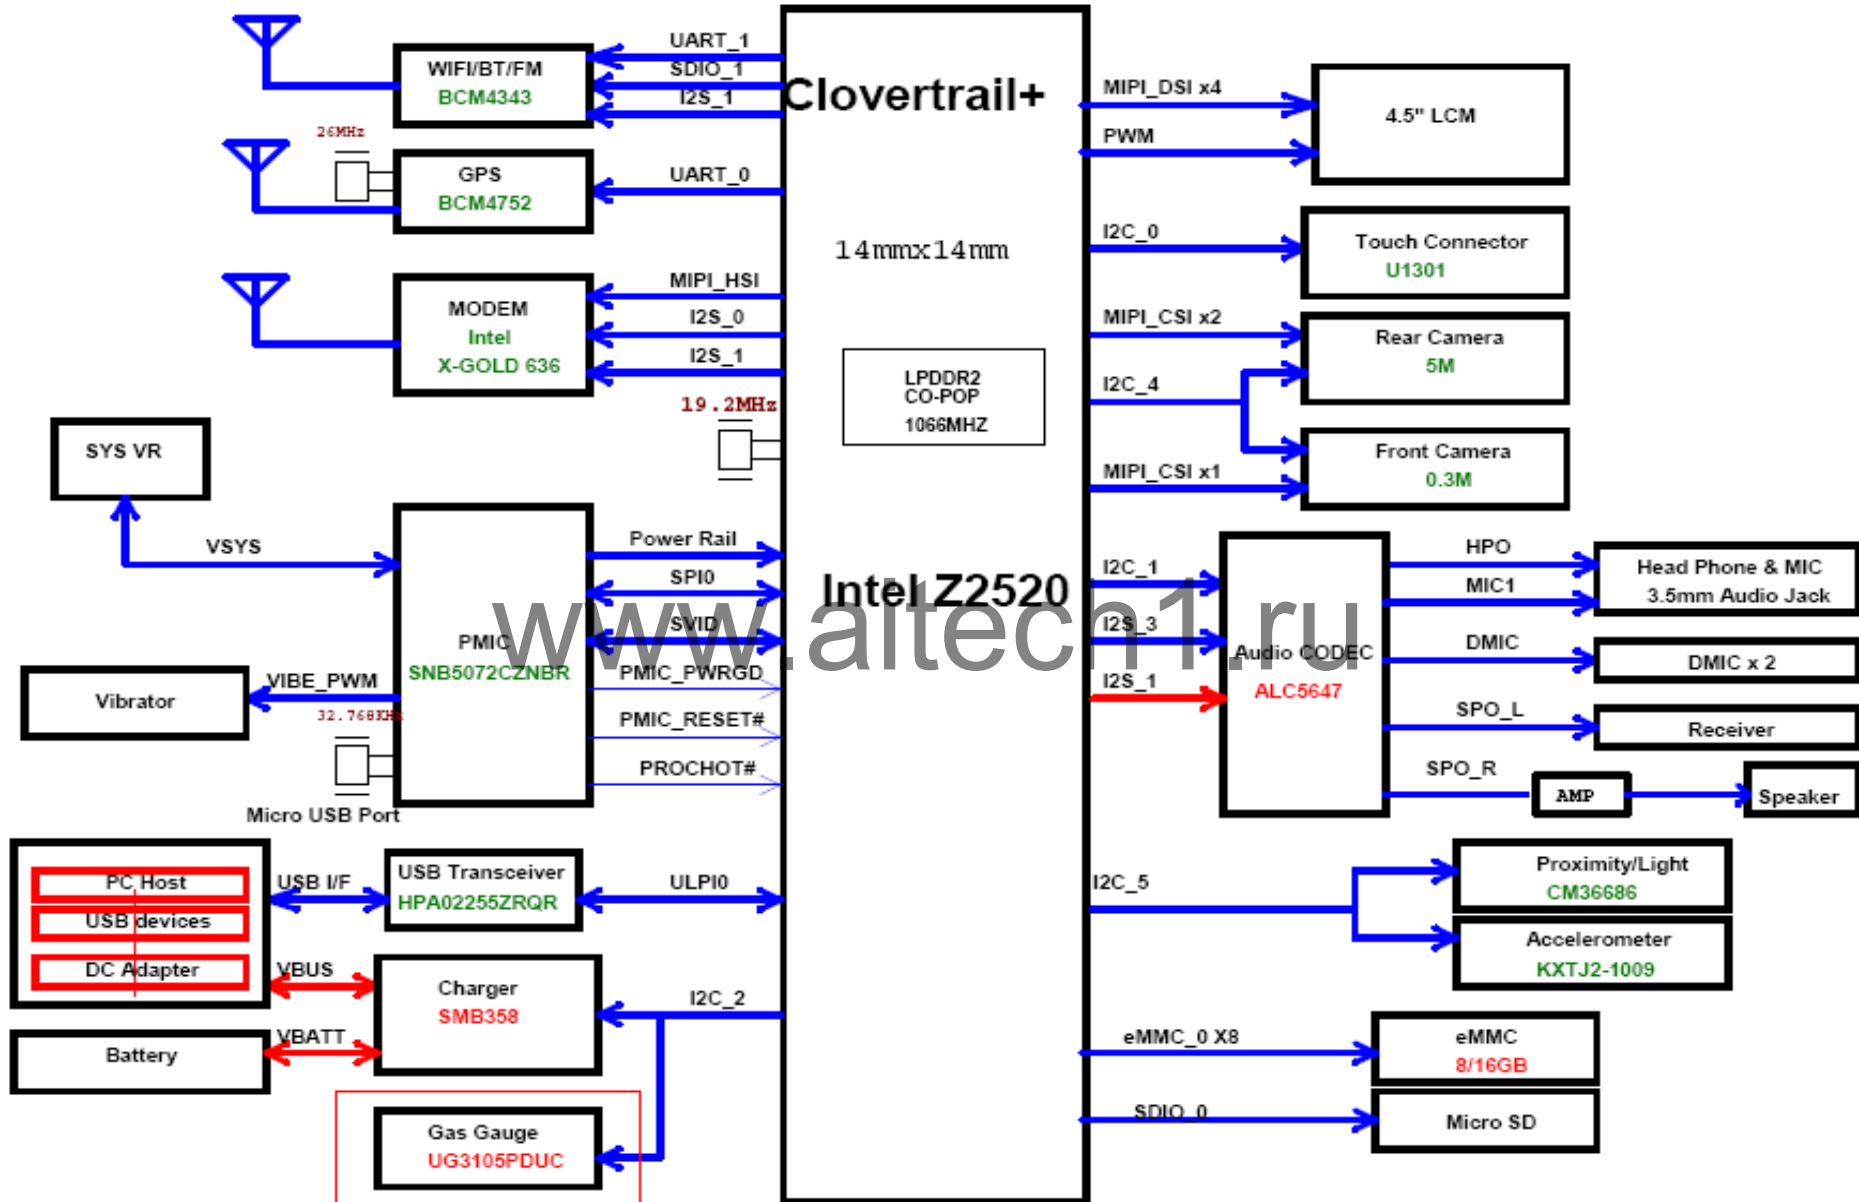 UART_1
WIFI/BT/FM
SDIO_1
BCM4343
I2S_1
Clovertrail+
MIPI_DSI x4
4.5" LCM
PWM
26MHz
GPS
BCM4752
UART_0
14mmx14mm
I2C_0
Touch Connector
U1301
MIPI_HSI
MODEM
Intel
X-GOLD 636
I2S_0
I2S_1
MIPI_CSI x2
Rear Camera
5M
LPDDR2
CO-POP
1066MHZ
I2C_4
19.2MHz
Front Camera
0.3M
MIPI_CSI x1
SYS VR
VSYS
Power Rail
SPI0
SVID
PMIC
SNB5072CZNBR
PMIC_PWRGD
PMIC_RESET#
PROCHOT#
Intel Z2520
www.aitech1.ru
I2C_1
I2S_3
I2S_1
Audio CODEC
ALC5647
HPO
MIC1
Head Phone & MIC
3.5mm Audio Jack
DMIC
DMIC x 2
SPO_L
Receiver
SPO_R
AMP
Speaker
VIBE_PWM
Vibrator
32.768KHz
Micro USB Port
PC Host
USB devices
DC Adapter
USB I/F
USB Transceiver
HPA02255ZRQR
ULPI0
I2C_5
Proximity/Light
CM36686
Accelerometer
KXTJ2-1009
VBUS
Charger
SMB358
I2C_2
VBATT
Battery
eMMC_0 X8
eMMC
8/16GB
SDIO_0
Micro SD
Gas Gauge
UG3105PDUC